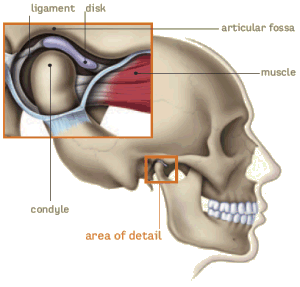 ligament disk
articular fossa
muscle
condyle
area of detail